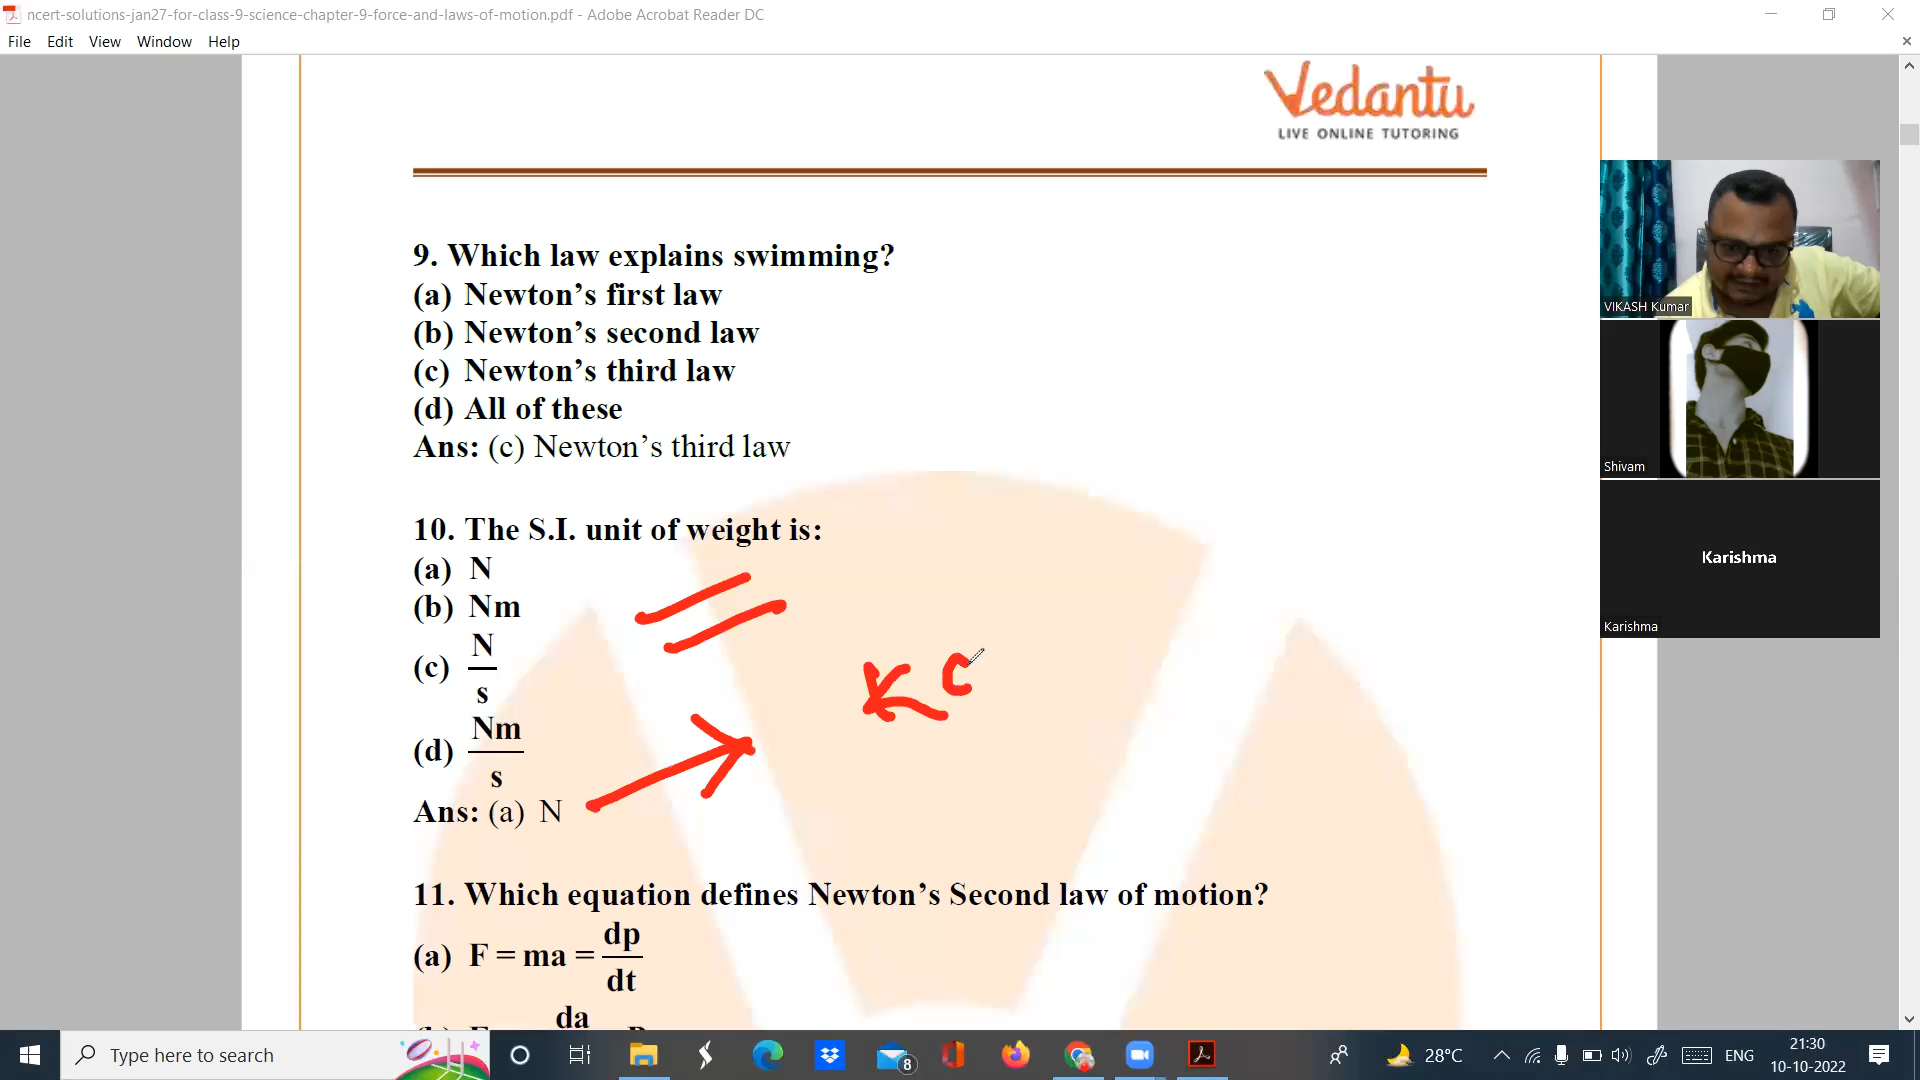 ncert-solutions-jan27-for-class-9-science-chapter-9-force-and-laws-of-motion.pdf - Adobe Acrobat Reader DC
File Edit View Window Help
Vedantu
LIVE ONLINE TUTORING
9. Which law explains swimming?
(a) Newton’s first law
(b) Newton’s second law
(c) Newton’s third law
(d) All of these
Ans: (c) Newton’s third law
10. The S.I. unit of weight is:
(a) N
(b) Nm
(c) N/s
(d) Nm/s
Ans: (a) N
11. Which equation defines Newton’s Second law of motion?
(a) F = ma = dp/dt
da
VIKASH Kumar
Shivam
Karishma
Karishma
Type here to search
8
28°C
ENG
21:30
10-10-2022